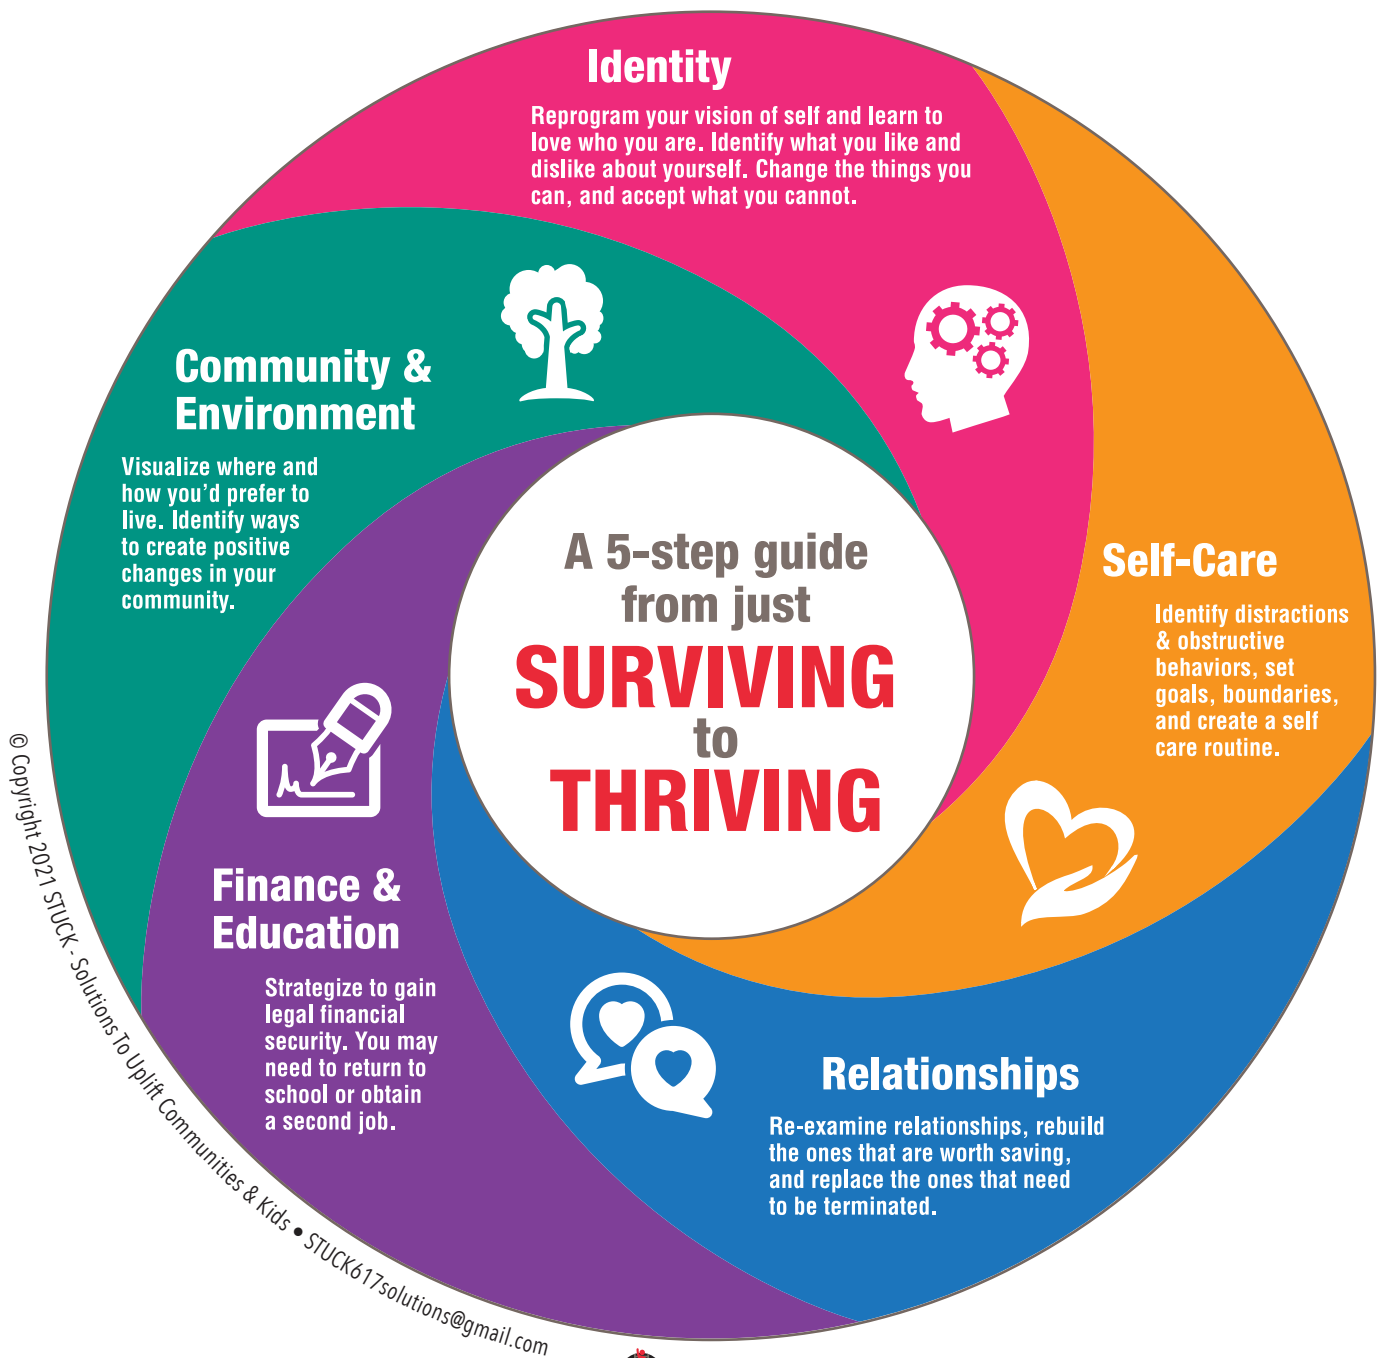 Identity
Reprogram your vision of self and learn to
love who you are. Identify what you like and
dislike about yourself. Change the things you
can, and accept what you cannot.
Self-Care
Identify distractions
& obstructive
behaviors, set
goals, boundaries,
and create a self
care routine.
Relationships
Re-examine relationships, rebuild
the ones that are worth saving,
and replace the ones that need
to be terminated.
Finance &
Education
Strategize to gain
legal financial
security. You may
need to return to
school or obtain
a second job.
Community &
Environment
Visualize where and
how you’d prefer to
live. Identify ways
to create positive
changes in your
community.
A 5-step guide
from just
SURVIVING
to
THRIVING
© Copyright 2021 STUCK - Solutions To Uplift Communities & Kids • STUCK617solutions@gmail.com